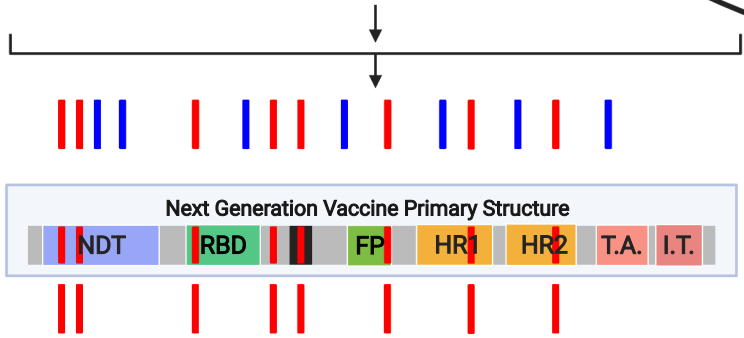 Next Generation Vaccine Primary Structure
NDT RBD FP HR1 HR2 T.A. I.T.